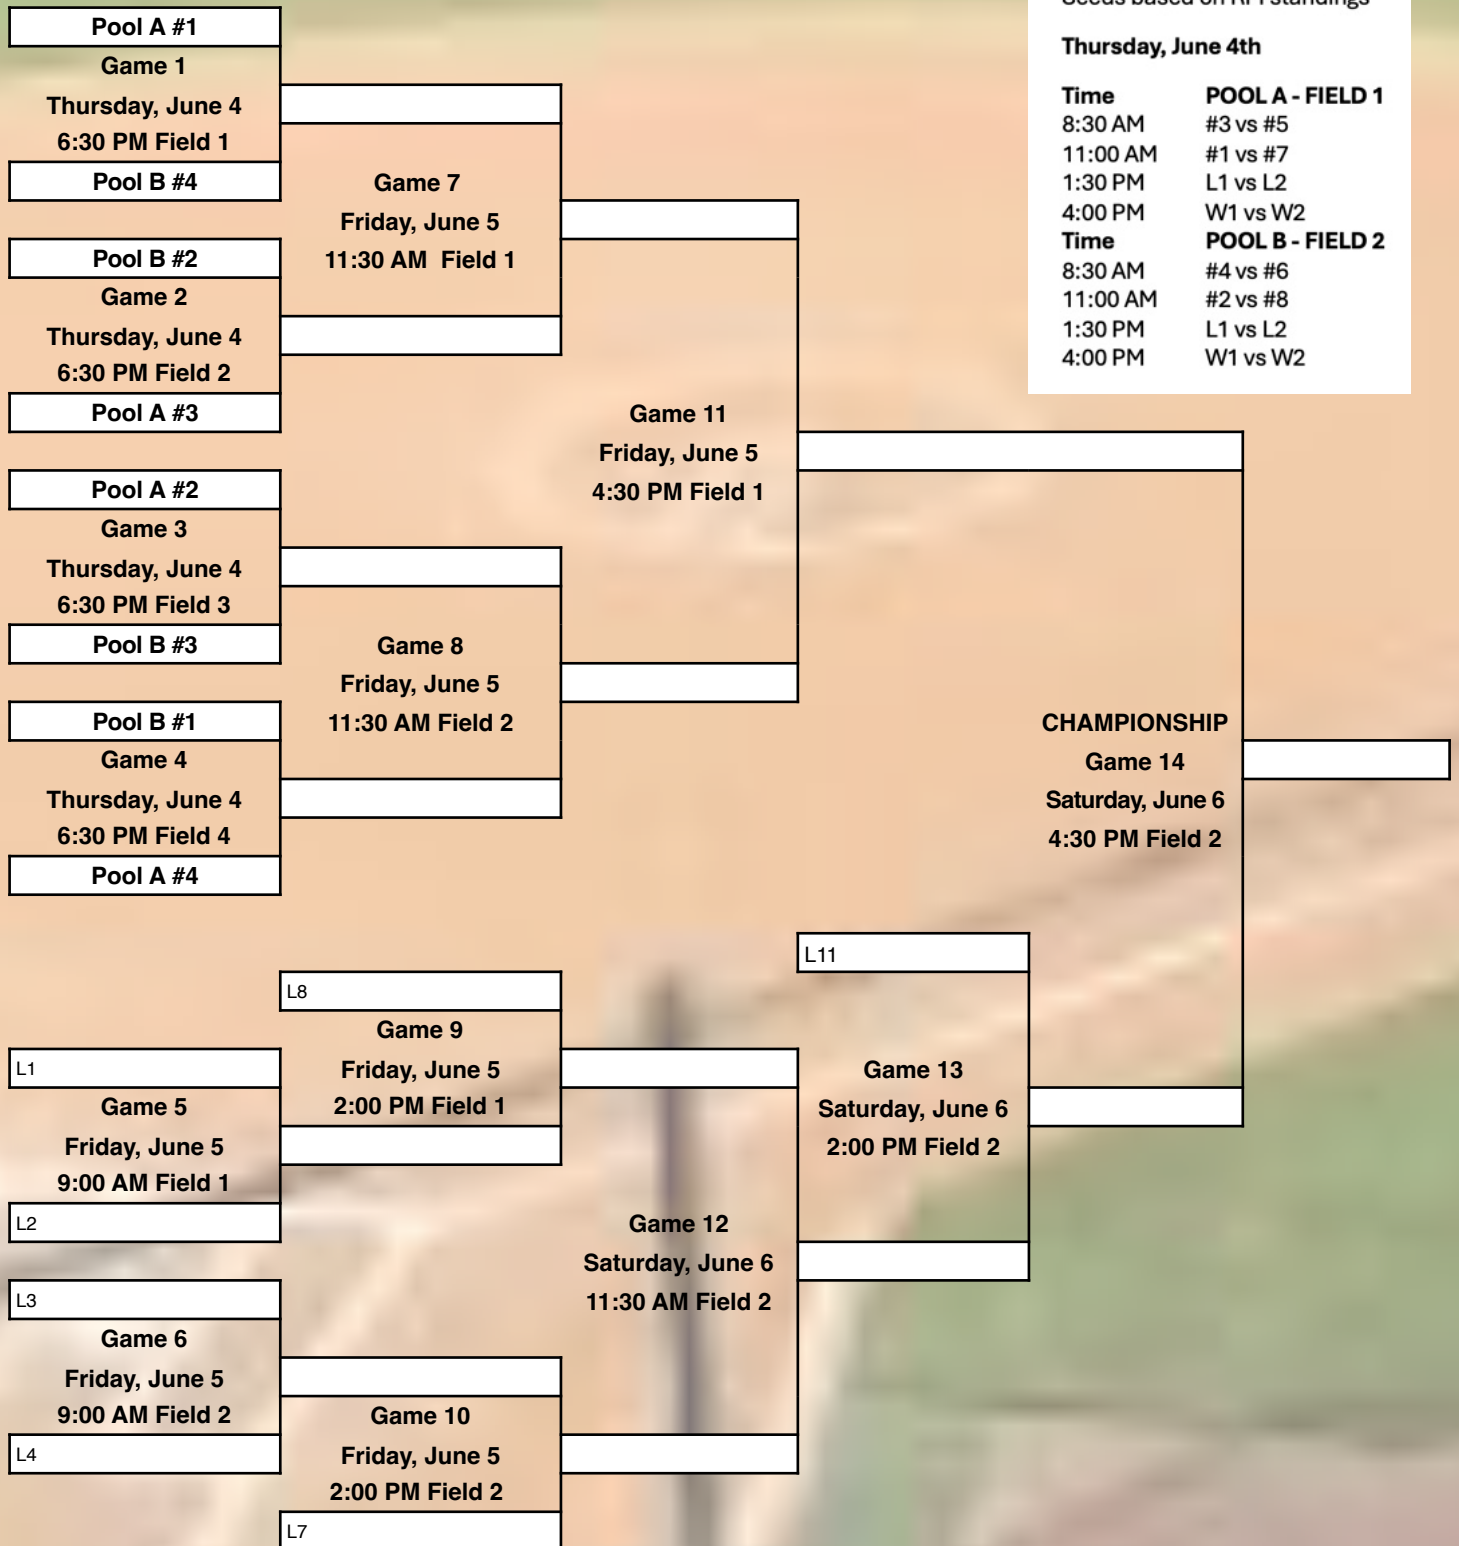 Seeds based on RPI standings
Thursday, June 4th
Time POOL A - FIELD 1
8:30 AM #3 vs #5
11:00 AM #1 vs #7
1:30 PM L1 vs L2
4:00 PM W1 vs W2
Time POOL B - FIELD 2
8:30 AM #4 vs #6
11:00 AM #2 vs #8
1:30 PM L1 vs L2
4:00 PM W1 vs W2
Pool A #1
Game 1
Thursday, June 4
6:30 PM Field 1
Pool B #4
Pool B #2
Game 2
Thursday, June 4
6:30 PM Field 2
Pool A #3
Pool A #2
Game 3
Thursday, June 4
6:30 PM Field 3
Pool B #3
Pool B #1
Game 4
Thursday, June 4
6:30 PM Field 4
Pool A #4
Game 7
Friday, June 5
11:30 AM Field 1
Game 8
Friday, June 5
11:30 AM Field 2
Game 11
Friday, June 5
4:30 PM Field 1
CHAMPIONSHIP
Game 14
Saturday, June 6
4:30 PM Field 2
L1
Game 5
Friday, June 5
9:00 AM Field 1
L2
L3
Game 6
Friday, June 5
9:00 AM Field 2
L4
L8
Game 9
Friday, June 5
2:00 PM Field 1
Game 10
Friday, June 5
2:00 PM Field 2
L7
Game 12
Saturday, June 6
11:30 AM Field 2
L11
Game 13
Saturday, June 6
2:00 PM Field 2